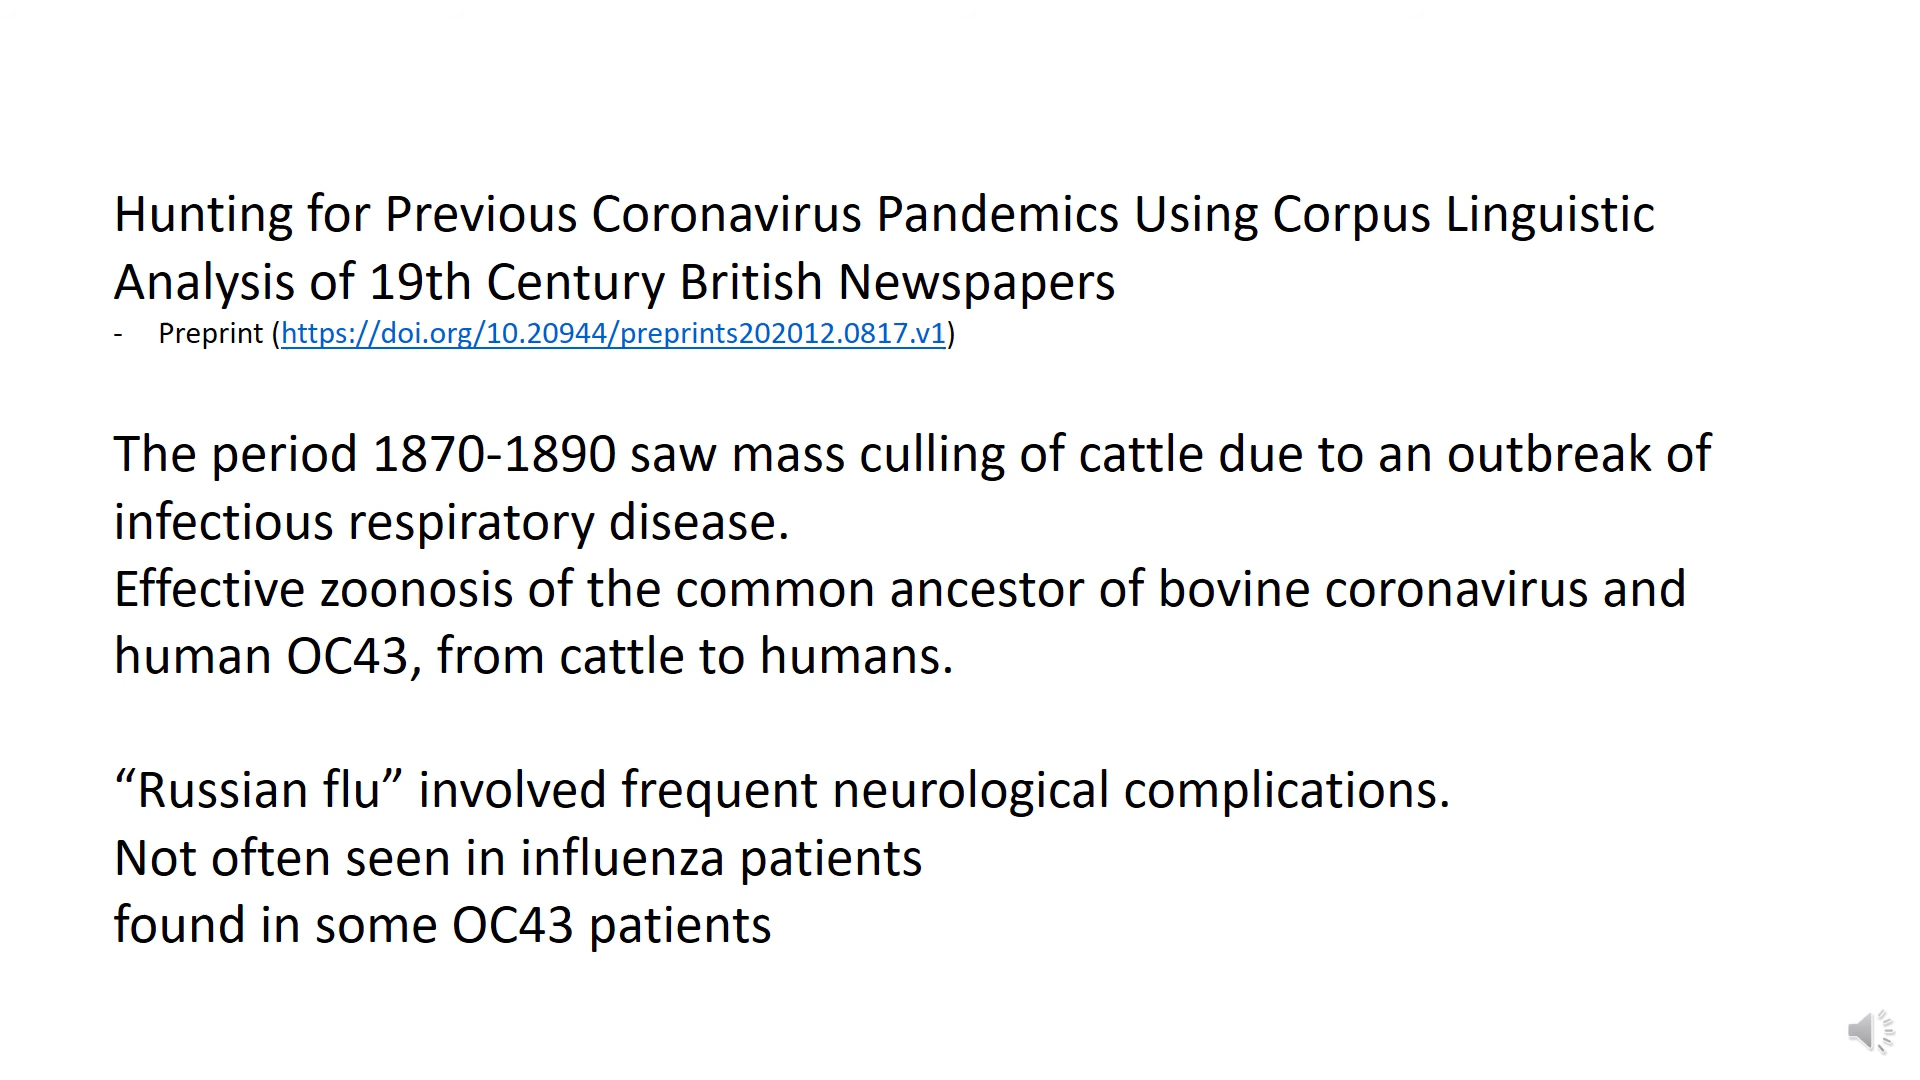 Hunting for Previous Coronavirus Pandemics Using Corpus Linguistic
Analysis of 19th Century British Newspapers
- Preprint (https://doi.org/10.20944/preprints202012.0817.v1)
The period 1870-1890 saw mass culling of cattle due to an outbreak of
infectious respiratory disease.
Effective zoonosis of the common ancestor of bovine coronavirus and
human OC43, from cattle to humans.
“Russian flu” involved frequent neurological complications.
Not often seen in influenza patients
found in some OC43 patients